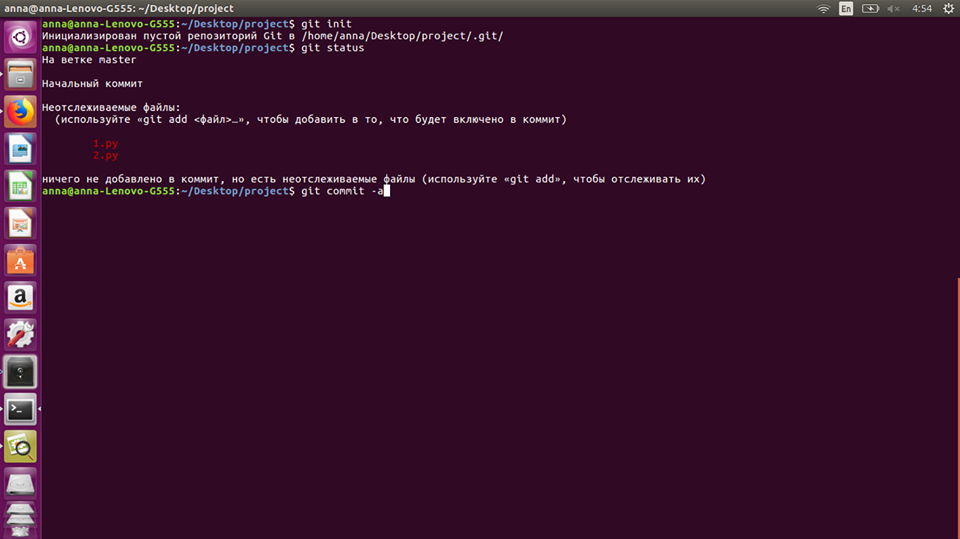 anna@anna-Lenovo-G555: ~/Desktop/project
En
4:54
anna@anna-Lenovo-G555:~/Desktop/project$ git init
Инициализирован пустой репозиторий Git в /home/anna/Desktop/project/.git/
anna@anna-Lenovo-G555:~/Desktop/project$ git status
На ветке master
Начальный коммит
Неотслеживаемые файлы:
(используйте «git add <файл>…», чтобы добавить в то, что будет включено в коммит)
1.py
2.py
ничего не добавлено в коммит, но есть неотслеживаемые файлы (используйте «git add», чтобы отслеживать их)
anna@anna-Lenovo-G555:~/Desktop/project$ git commit -a